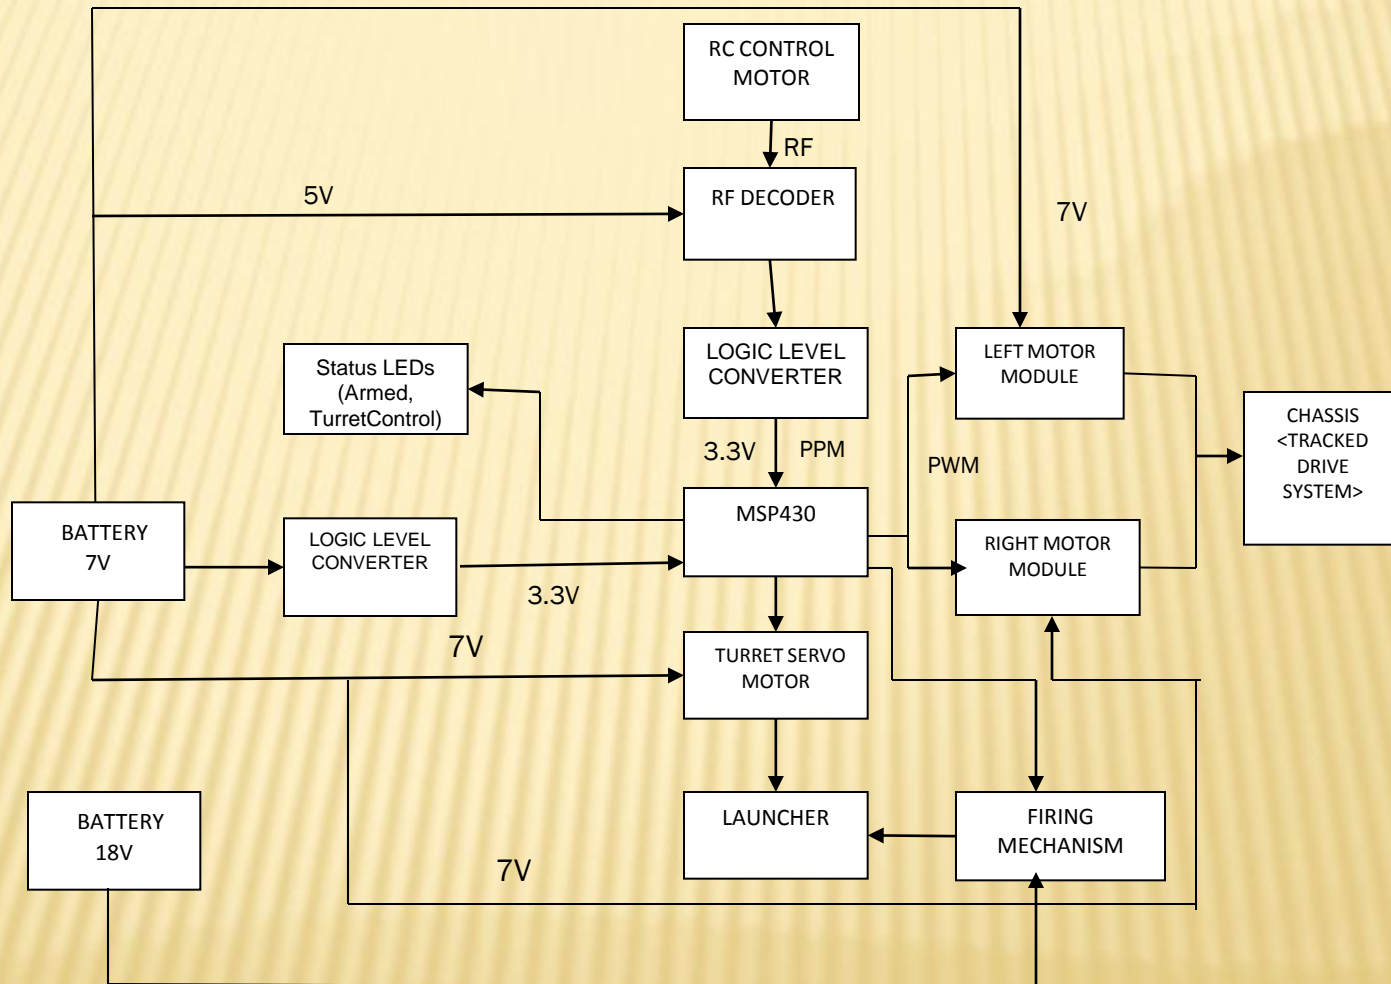 RC CONTROL
MOTOR
RF
RF DECODER
5V
7V
LOGIC LEVEL
CONVERTER
LEFT MOTOR
MODULE
Status LEDs
(Armed,
TurretControl)
CHASSIS
<TRACKED
DRIVE
SYSTEM>
3.3V
PPM
PWM
MSP430
BATTERY
7V
LOGIC LEVEL
CONVERTER
RIGHT MOTOR
MODULE
3.3V
7V
TURRET SERVO
MOTOR
BATTERY
18V
LAUNCHER
FIRING
MECHANISM
7V